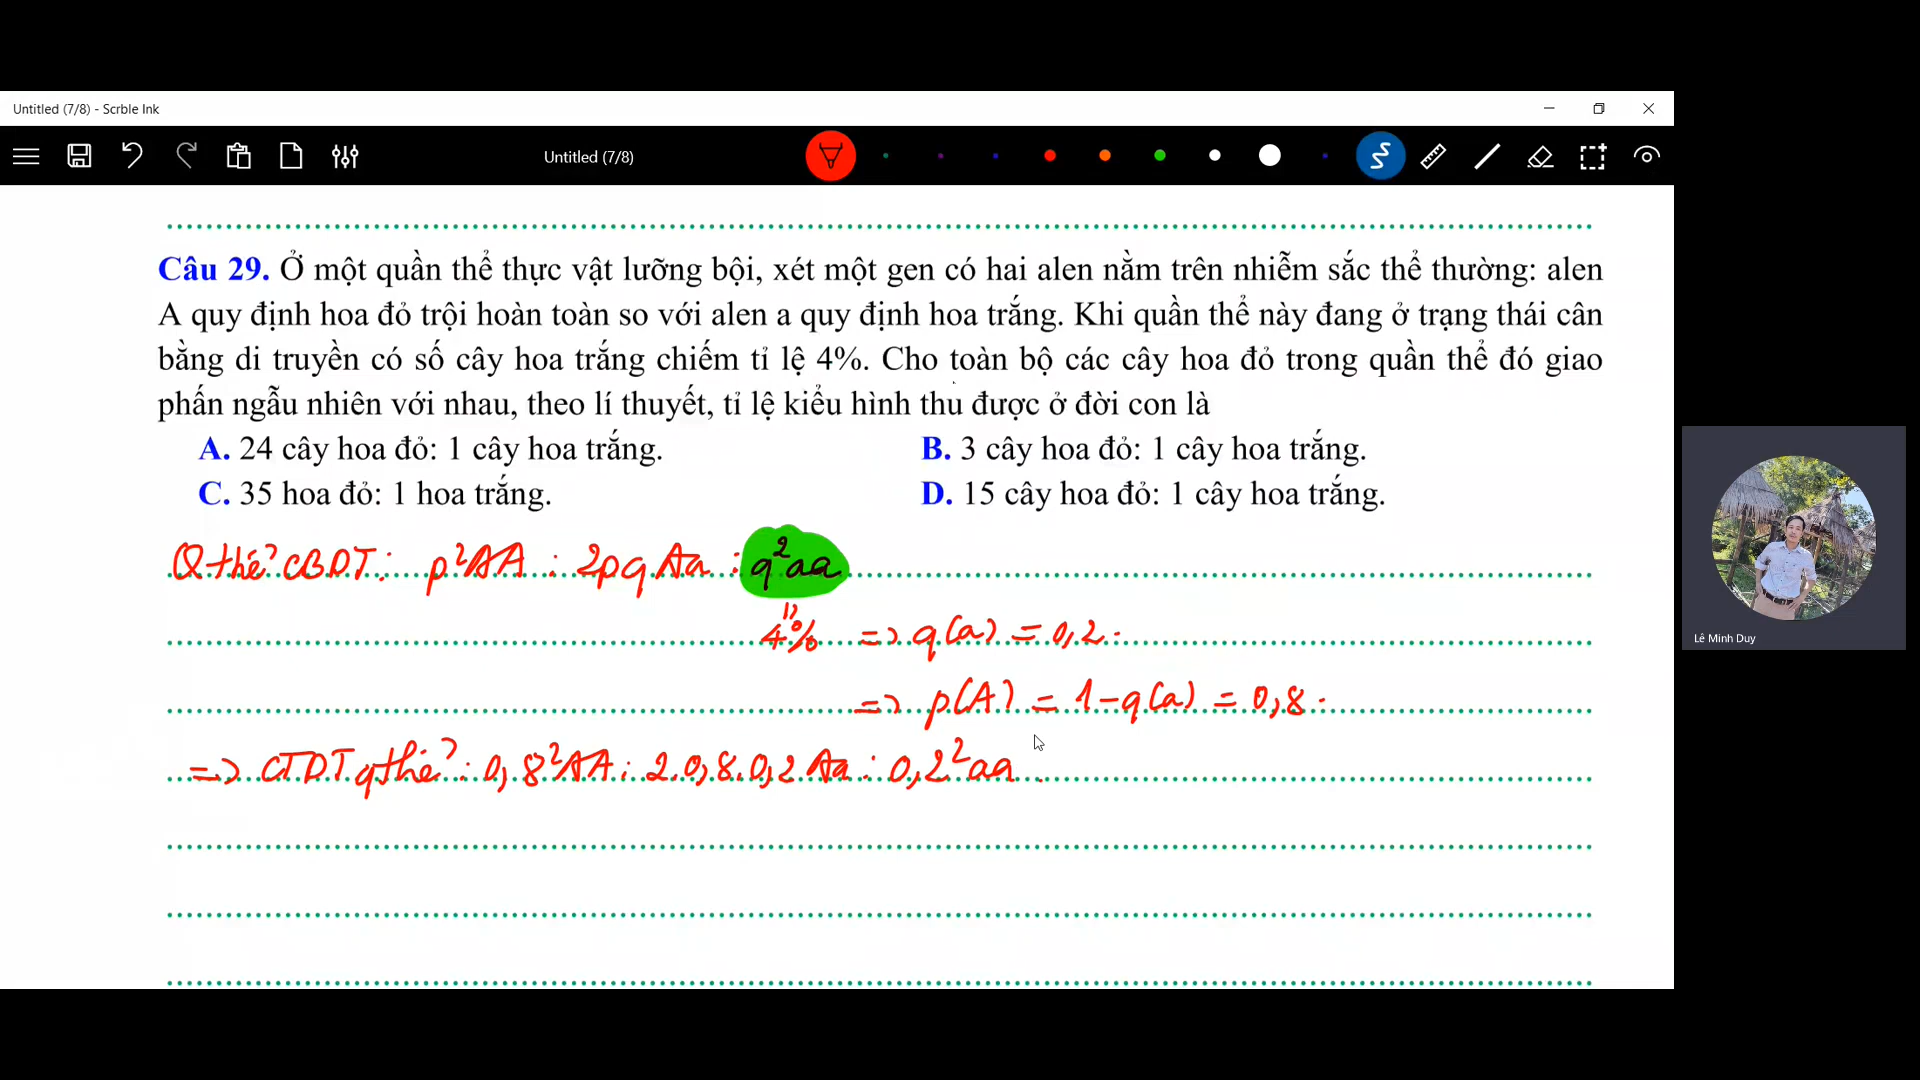 Untitled (7/8) - Scrble Ink
Untitled (7/8)
Câu 29. Ở một quần thể thực vật lưỡng bội, xét một gen có hai alen nằm trên nhiễm sắc thể thường: alen
A quy định hoa đỏ trội hoàn toàn so với alen a quy định hoa trắng. Khi quần thể này đang ở trạng thái cân
bằng di truyền có số cây hoa trắng chiếm tỉ lệ 4%. Cho toàn bộ các cây hoa đỏ trong quần thể đó giao
phấn ngẫu nhiên với nhau, theo lí thuyết, tỉ lệ kiểu hình thu được ở đời con là
A. 24 cây hoa đỏ: 1 cây hoa trắng. B. 3 cây hoa đỏ: 1 cây hoa trắng.
C. 35 hoa đỏ: 1 hoa trắng. D. 15 cây hoa đỏ: 1 cây hoa trắng.
Qthể CBDT: p²AA : 2pq Aa : q²aa
4% => q(a) = 0,2.
=> p(A) = 1-q(a) = 0,8.
=> CTDT qthể : 0,8²AA : 2.0,8.0,2 Aa : 0,2²aa.
Lê Minh Duy